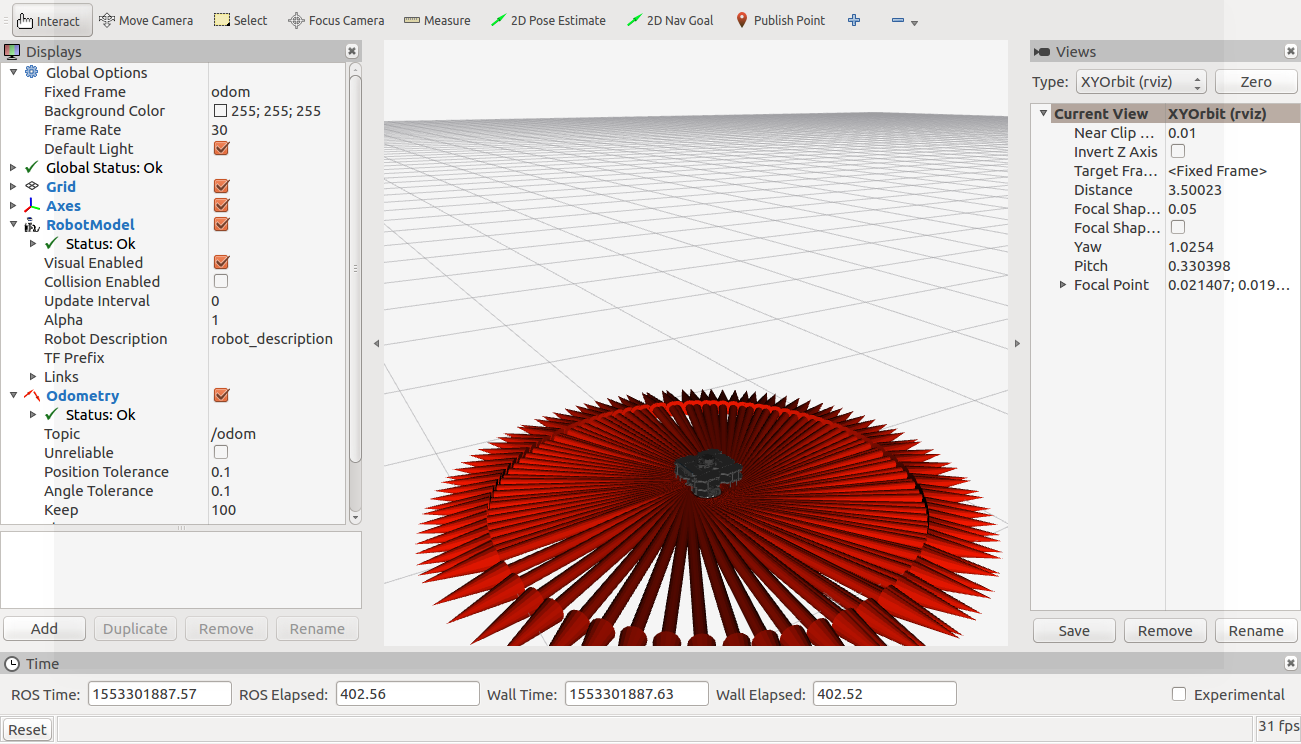 Interact Move Camera Select Focus Camera Measure 2D Pose Estimate 2D Nav Goal Publish Point
Displays
Global Options
Fixed Frame odom
Background Color 255; 255; 255
Frame Rate 30
Default Light
Global Status: Ok
Grid
Axes
RobotModel
Status: Ok
Visual Enabled
Collision Enabled
Update Interval 0
Alpha 1
Robot Description robot_description
TF Prefix
Links
Odometry
Status: Ok
Topic /odom
Unreliable
Position Tolerance 0.1
Angle Tolerance 0.1
Keep 100
Add Duplicate Remove Rename
Views
Type: XYOrbit (rviz) Zero
Current View XYOrbit (rviz)
Near Clip ... 0.01
Invert Z Axis
Target Fra... <Fixed Frame>
Distance 3.50023
Focal Shap... 0.05
Focal Shap...
Yaw 1.0254
Pitch 0.330398
Focal Point 0.021407; 0.019...
Save Remove Rename
Time
ROS Time: 1553301887.57 ROS Elapsed: 402.56 Wall Time: 1553301887.63 Wall Elapsed: 402.52 Experimental
Reset 31 fps